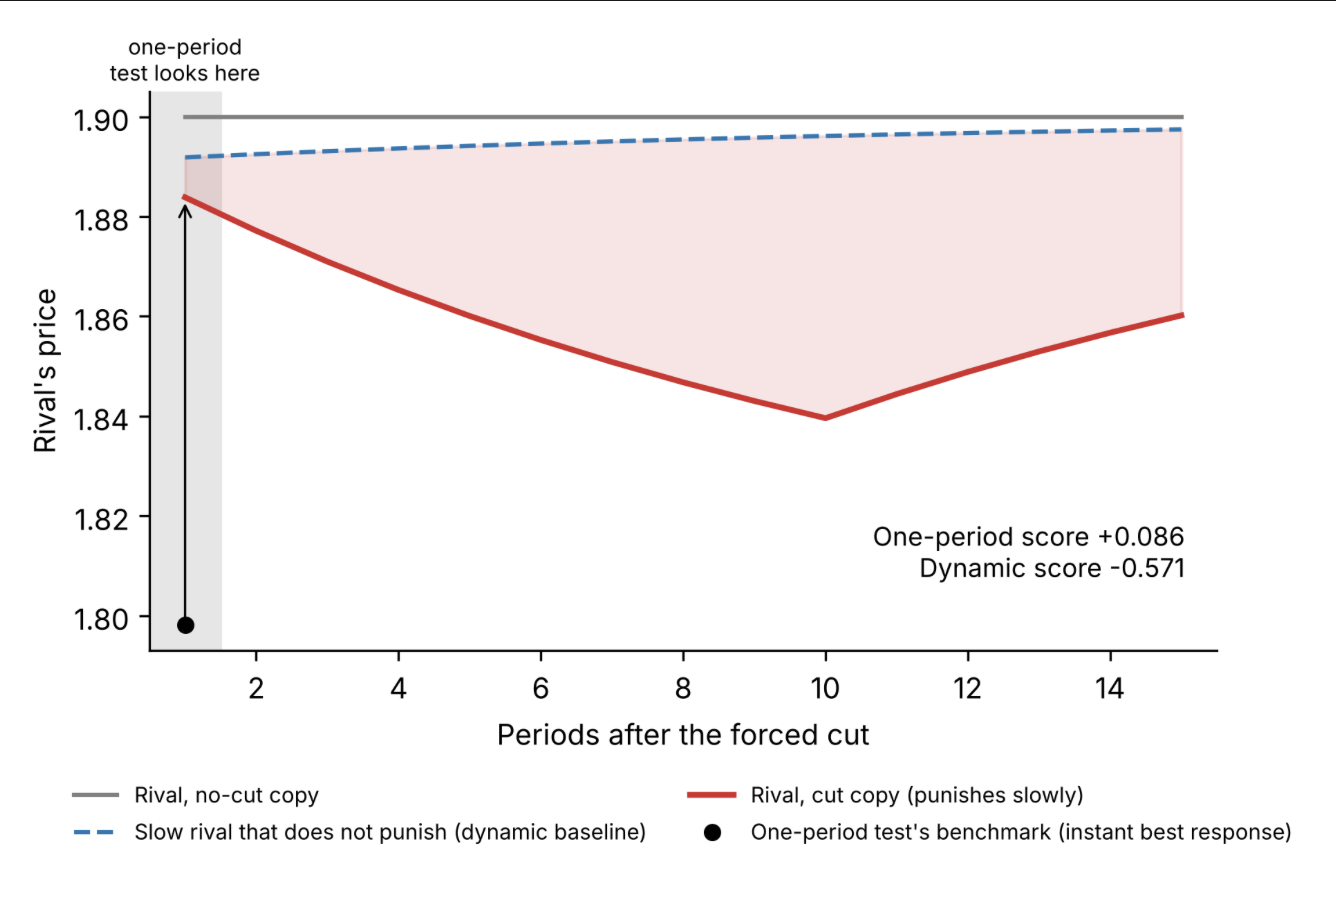 one-period
test looks here
1.90
1.88
1.86
1.84
1.82
1.80
Rival's price
One-period score +0.086
Dynamic score -0.571
2 4 6 8 10 12 14
Periods after the forced cut
Rival, no-cut copy
Slow rival that does not punish (dynamic baseline)
Rival, cut copy (punishes slowly)
One-period test's benchmark (instant best response)